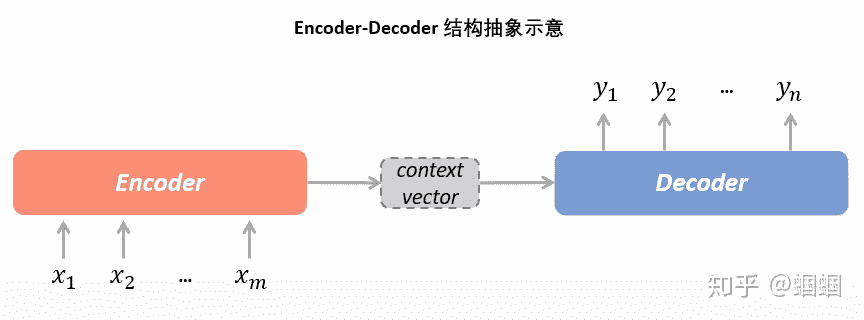 Encoder-Decoder 结构抽象示意
y₁ y₂ … yₙ
Encoder
context
vector
Decoder
x₁ x₂ … xₘ
知乎 @蝈蝈